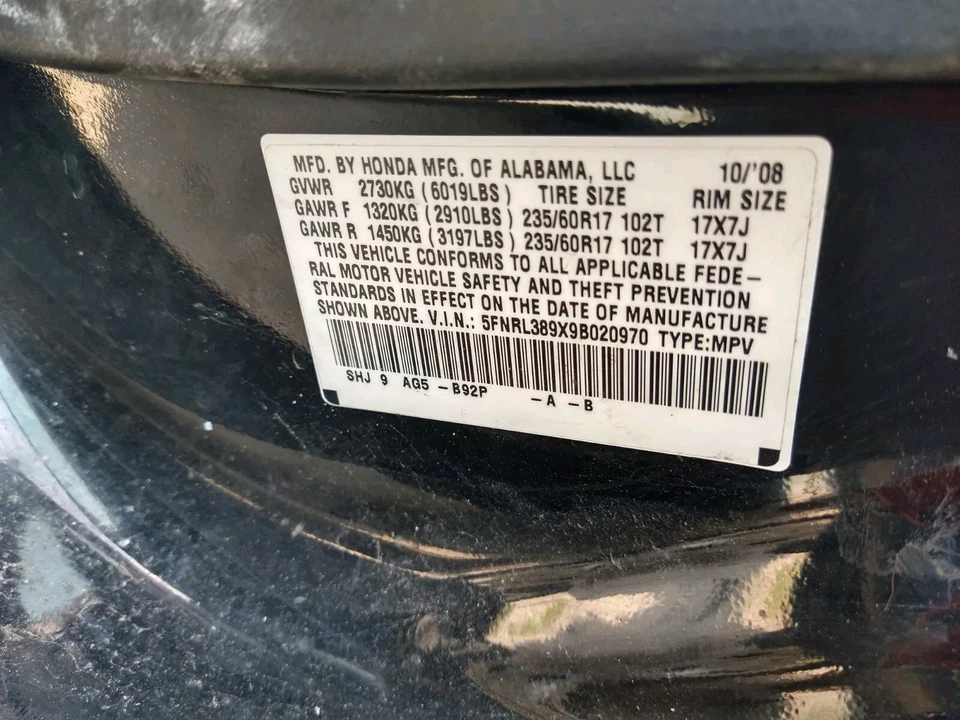 MFD. BY HONDA MFG. OF ALABAMA, LLC 10/'08
GVWR 2730KG (6019LBS) TIRE SIZE RIM SIZE
GAWR F 1320KG (2910LBS) 235/60R17 102T 17X7J
GAWR R 1450KG (3197LBS) 235/60R17 102T 17X7J
THIS VEHICLE CONFORMS TO ALL APPLICABLE FEDE-
RAL MOTOR VEHICLE SAFETY AND THEFT PREVENTION
STANDARDS IN EFFECT ON THE DATE OF MANUFACTURE
SHOWN ABOVE. V.I.N.: 5FNRL389X9B020970 TYPE:MPV
SHJ 9 AG5 -B92P -A -B